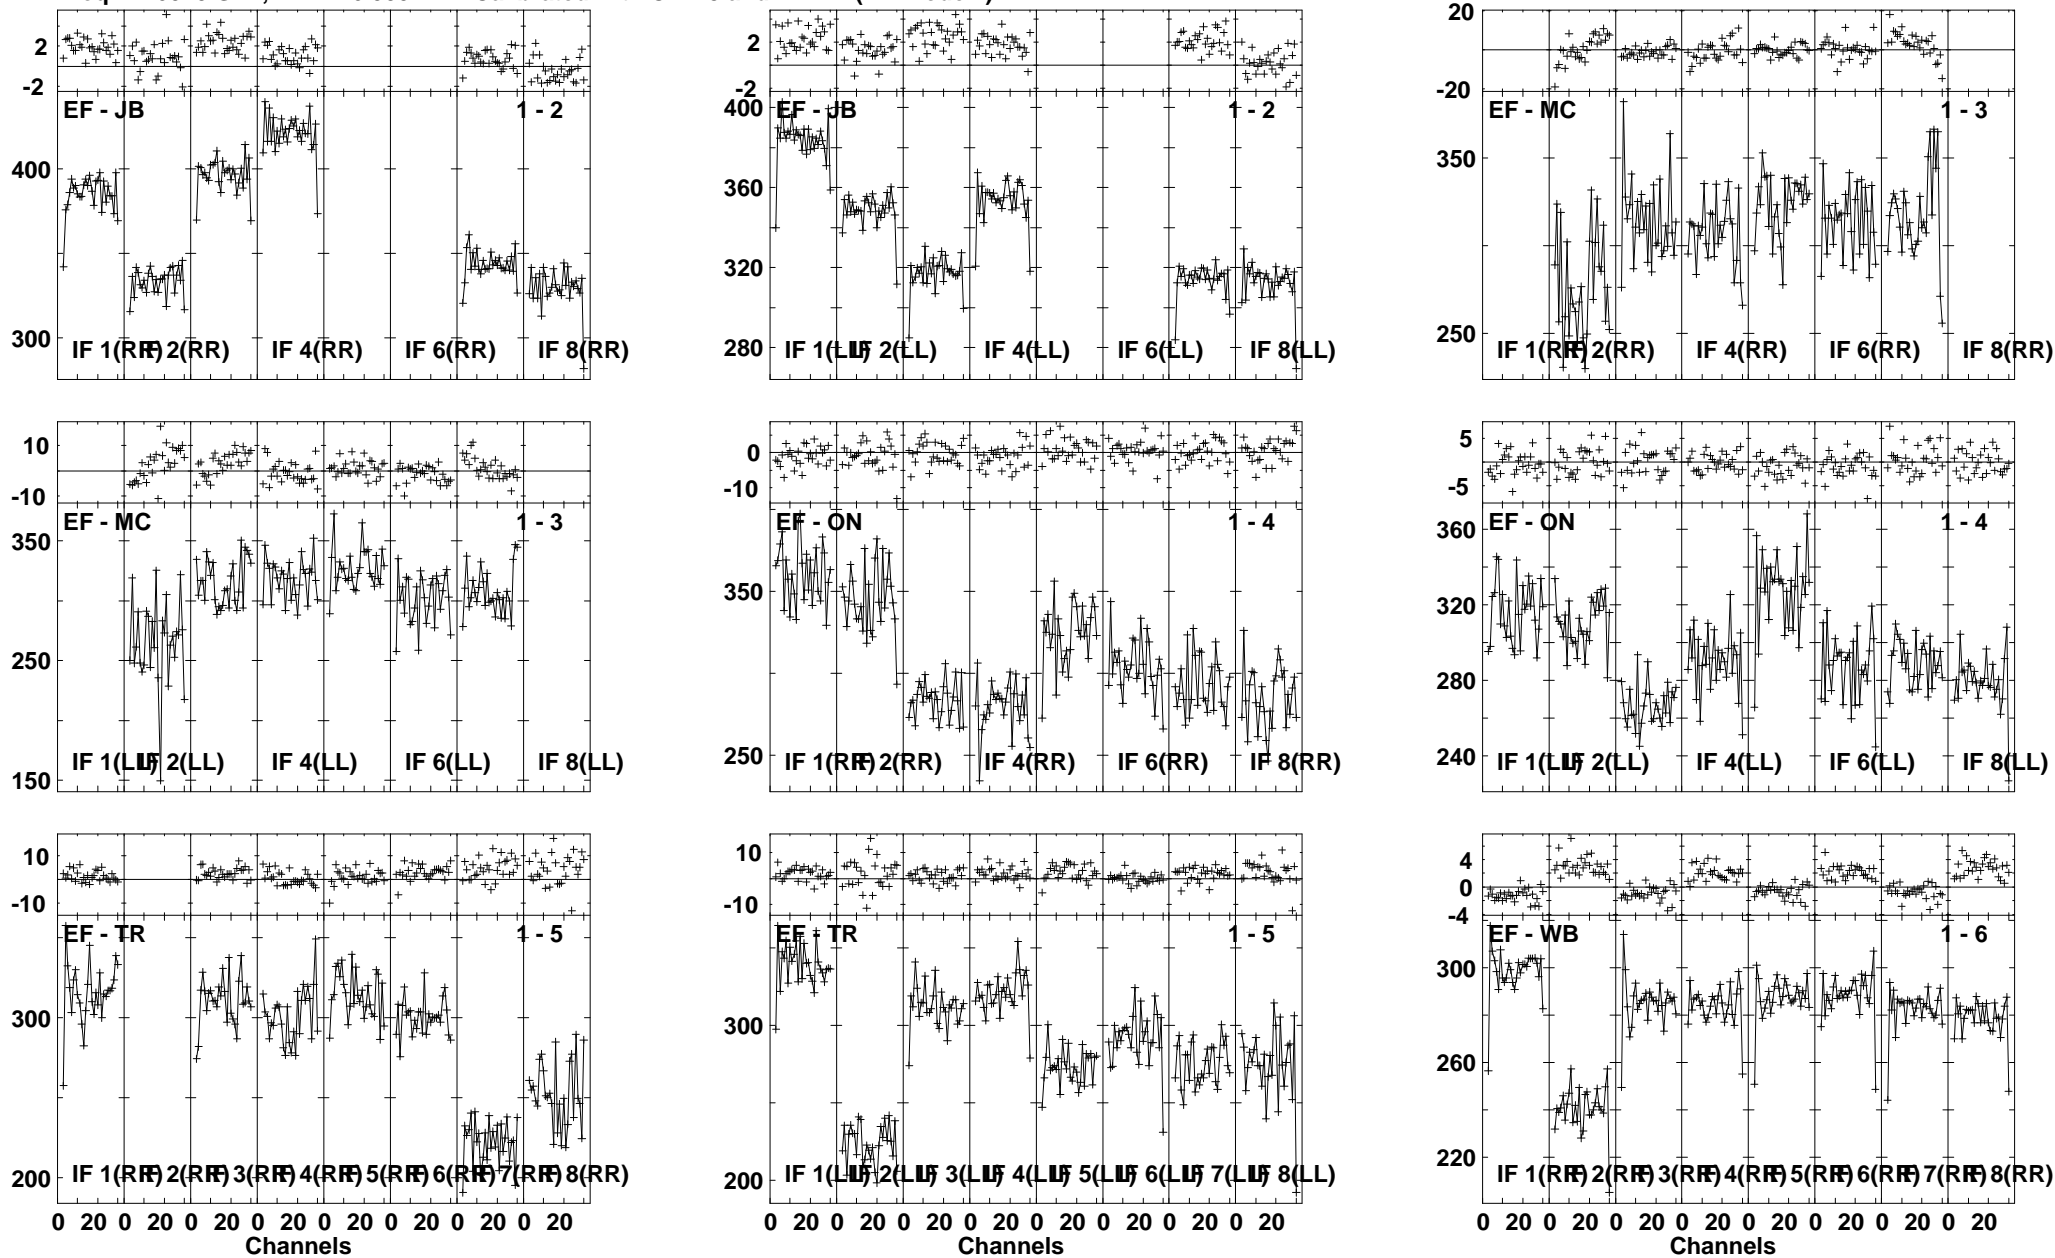 2
-2
EF - JB
1 - 2
400
300
IF 1(RR) IF 2(RR) IF 4(RR) IF 6(RR) IF 8(RR)
2
-2
EF - JB
1 - 2
400
360
320
280
IF 1(LL) IF 2(LL) IF 4(LL) IF 6(LL) IF 8(LL)
20
-20
EF - MC
1 - 3
350
250
IF 1(RR) IF 2(RR) IF 4(RR) IF 6(RR) IF 8(RR)
10
-10
EF - MC
1 - 3
350
250
150
IF 1(LL) IF 2(LL) IF 4(LL) IF 6(LL) IF 8(LL)
0
-10
EF - ON
1 - 4
350
250
IF 1(RR) IF 2(RR) IF 4(RR) IF 6(RR) IF 8(RR)
5
-5
EF - ON
1 - 4
360
320
280
240
IF 1(LL) IF 2(LL) IF 4(LL) IF 6(LL) IF 8(LL)
10
-10
EF - TR
1 - 5
300
200
IF 1(RR) IF 2(RR) IF 3(RR) IF 4(RR) IF 5(RR) IF 6(RR) IF 7(RR) IF 8(RR)
0 20 0 20 0 20 0 20 0 20 0 20 0 20 0 20
Channels
10
-10
EF - TR
1 - 5
300
200
IF 1(LL) IF 2(LL) IF 3(LL) IF 4(LL) IF 5(LL) IF 6(LL) IF 7(LL) IF 8(LL)
0 20 0 20 0 20 0 20 0 20 0 20 0 20 0 20
Channels
4
0
-4
EF - WB
1 - 6
300
260
220
IF 1(RR) IF 2(RR) IF 3(RR) IF 4(RR) IF 5(RR) IF 6(RR) IF 7(RR) IF 8(RR)
0 20 0 20 0 20 0 20 0 20 0 20 0 20 0 20
Channels